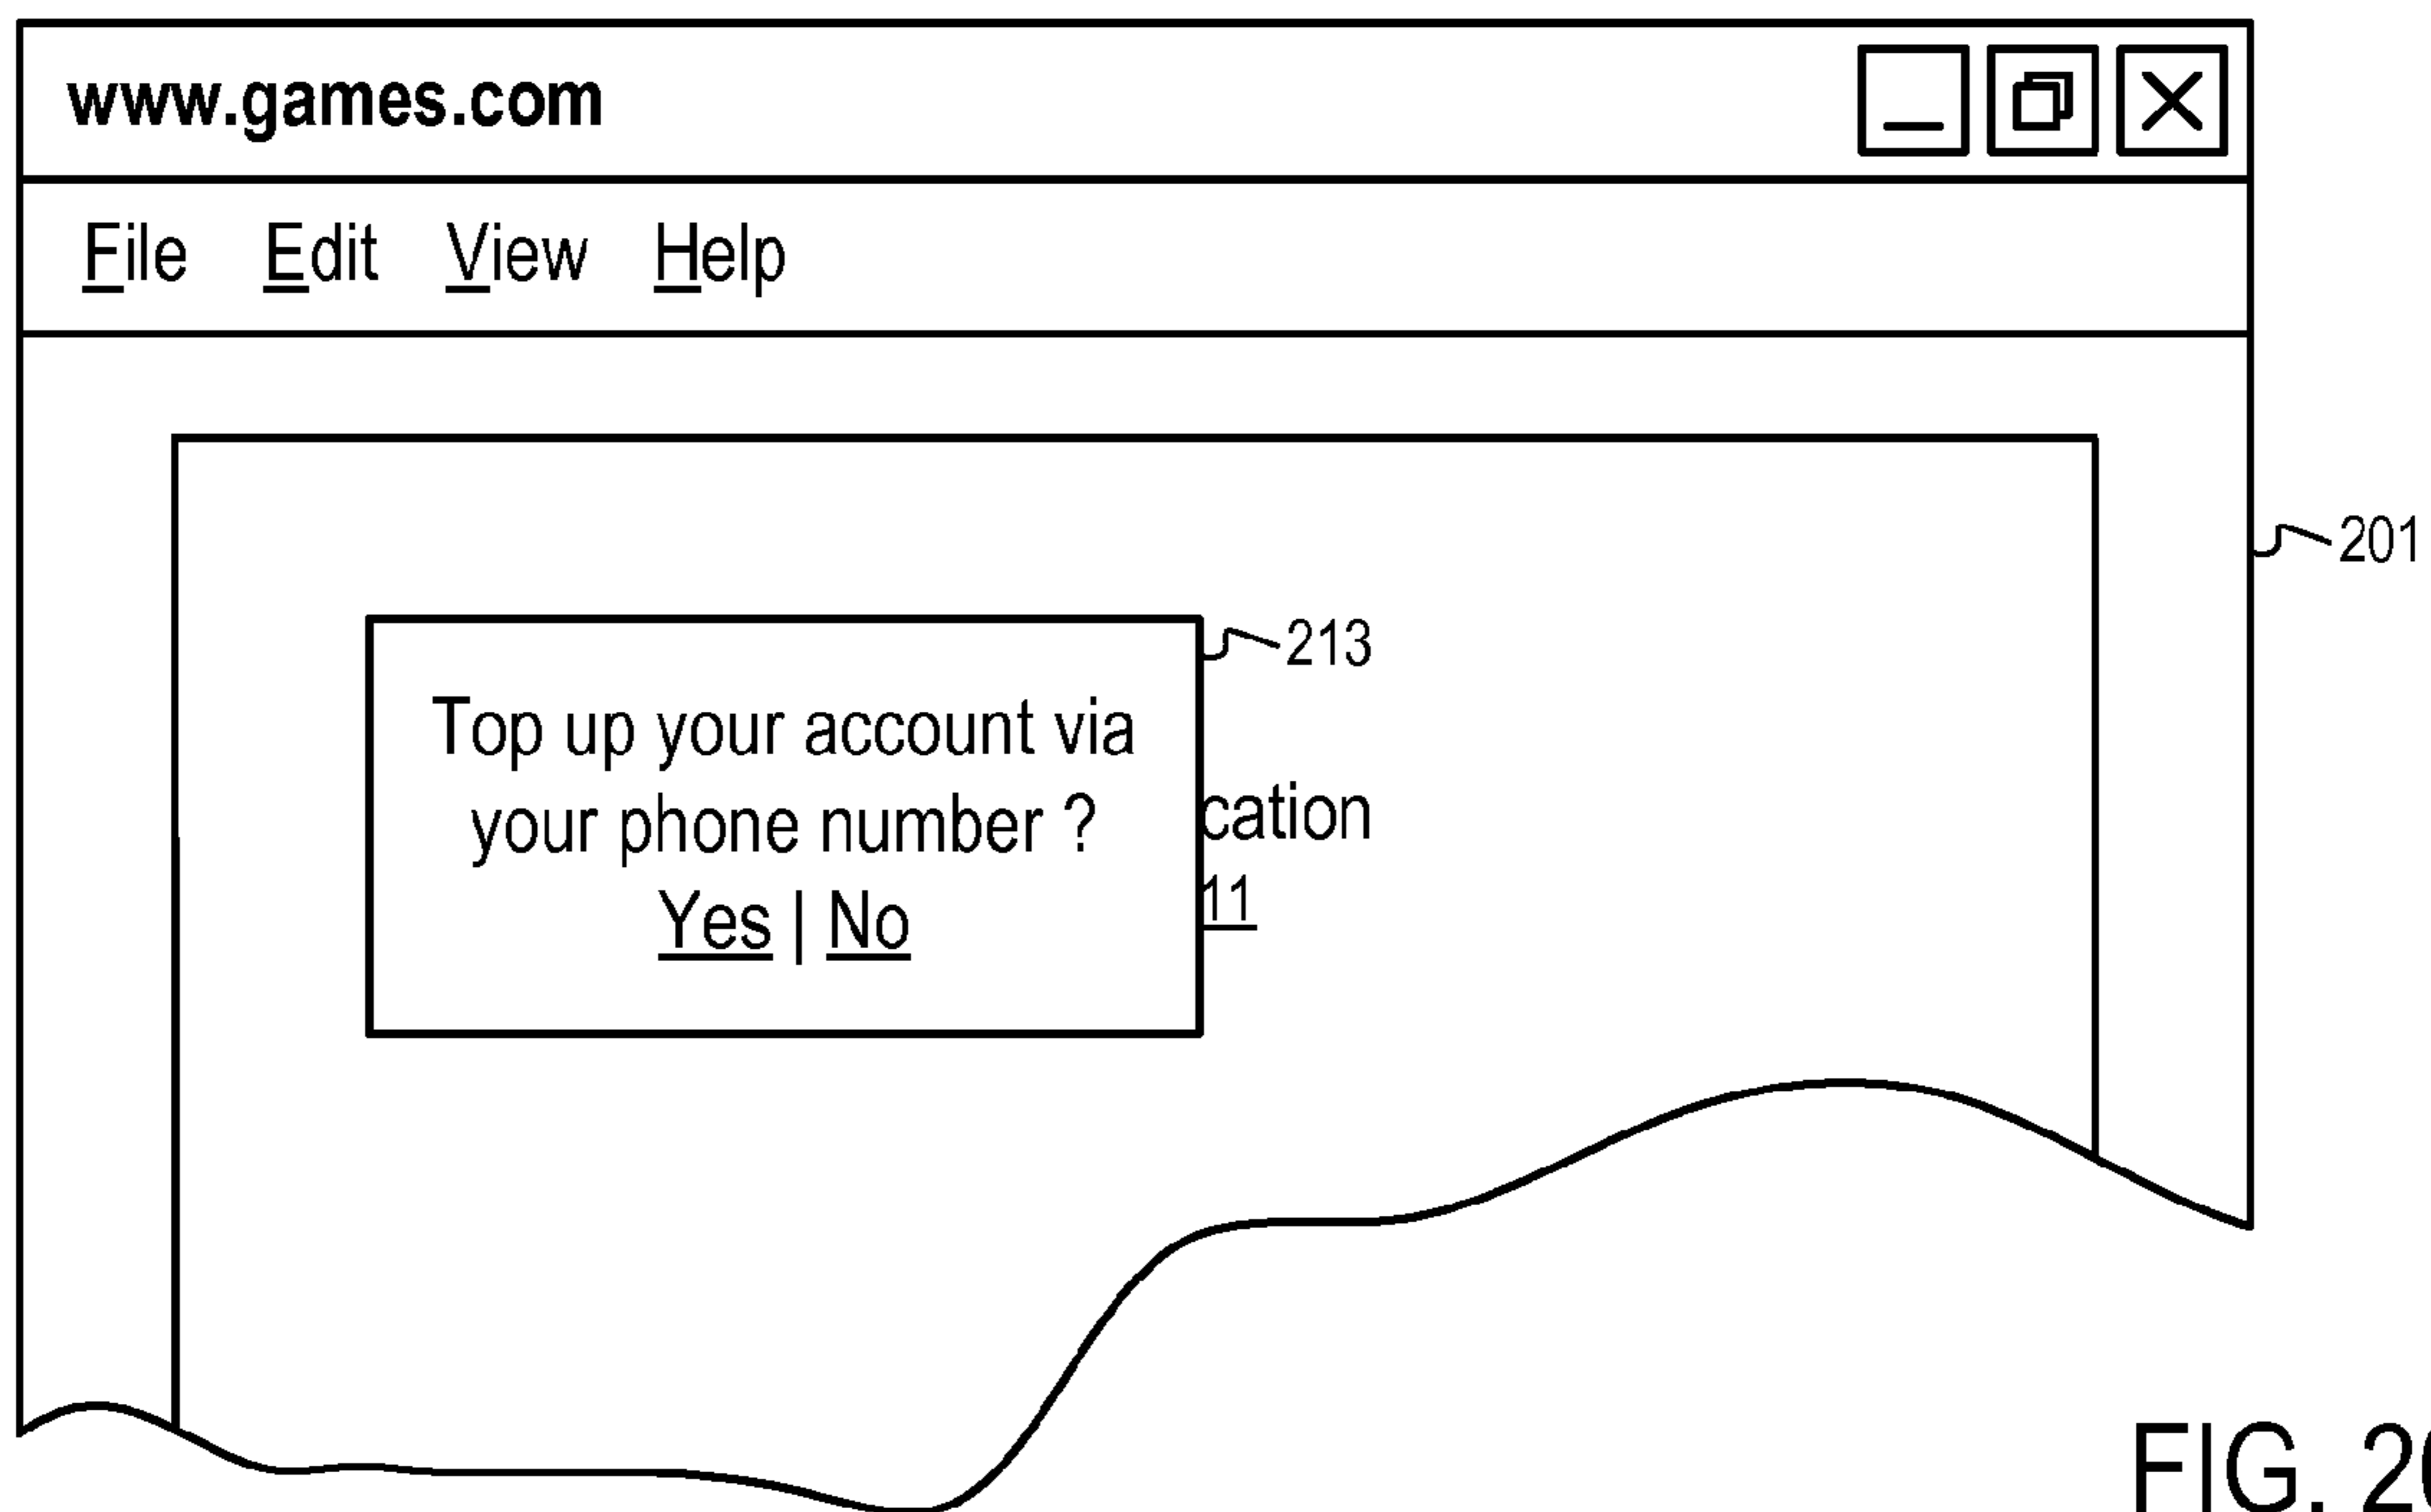 www.games.com
File Edit View Help
201
213
Top up your account via
your phone number ?
cation
11
Yes | No
FIG. 20